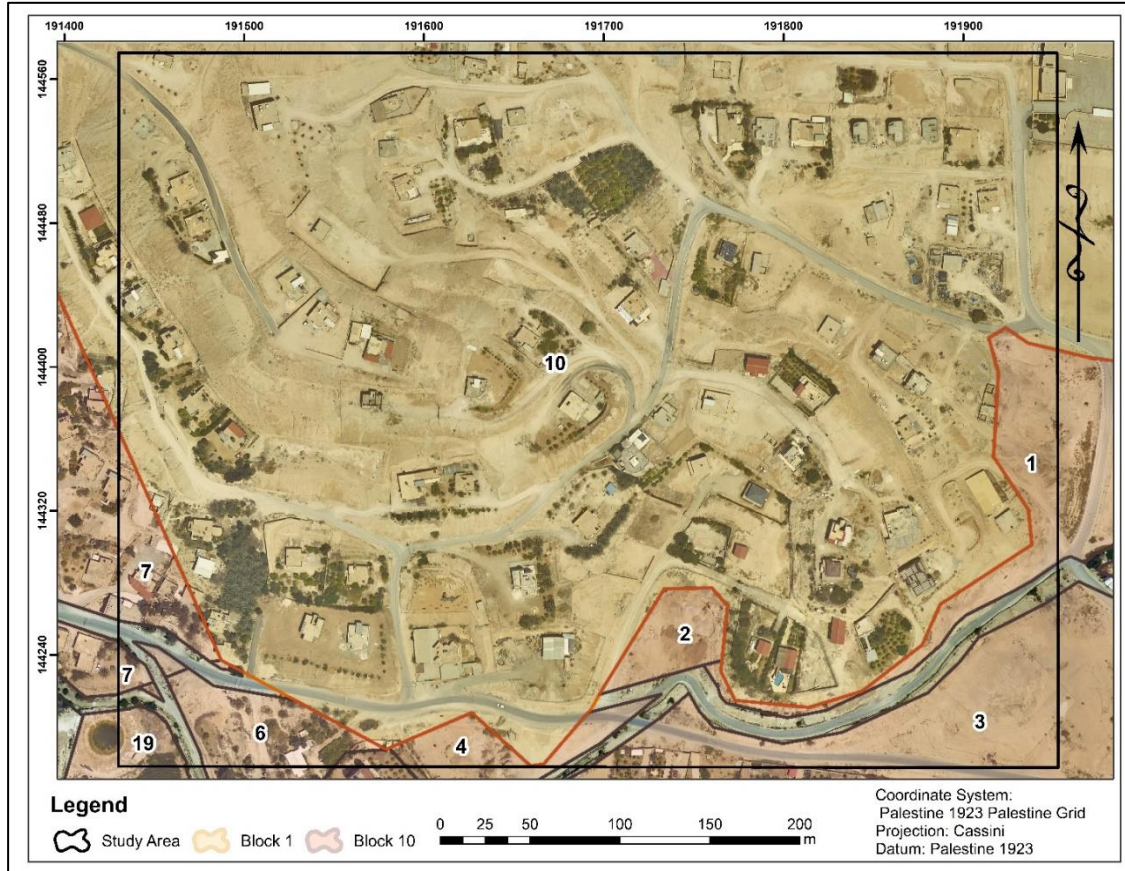 191400 191500 191600 191700 191800 191900
144560
144480
144400
144320
144240
10
1
7
2
7
3
6
4
19
Legend
Study Area
Block 1
Block 10
0 25 50 100 150 200
m
Coordinate System:
Palestine 1923 Palestine Grid
Projection: Cassini
Datum: Palestine 1923